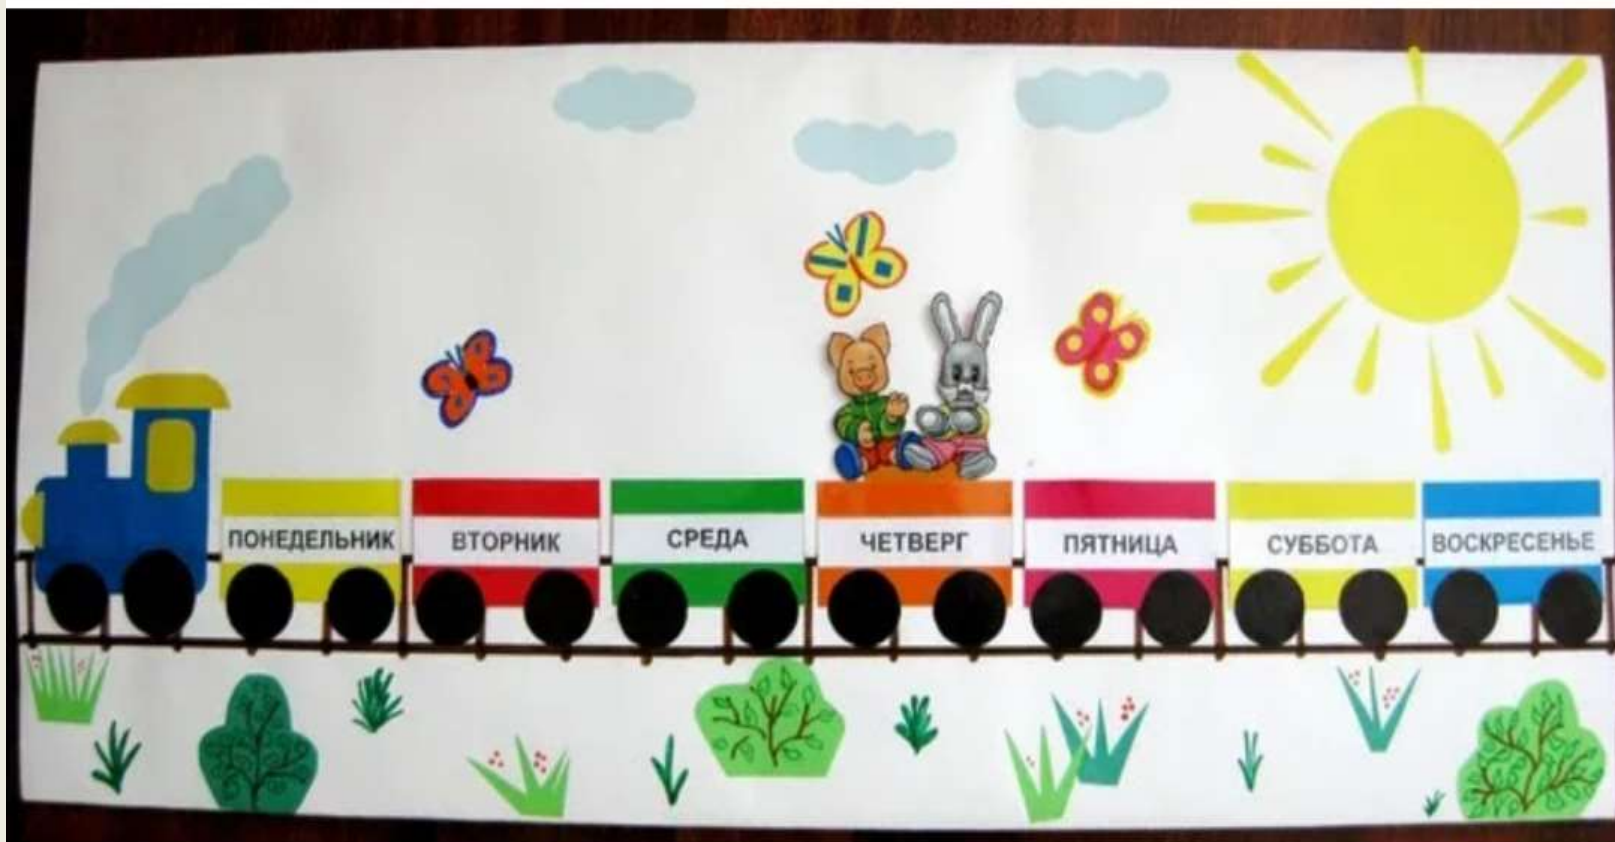 ПОНЕДЕЛЬНИК
ВТОРНИК
СРЕДА
ЧЕТВЕРГ
ПЯТНИЦА
СУББОТА
ВОСКРЕСЕНЬЕ